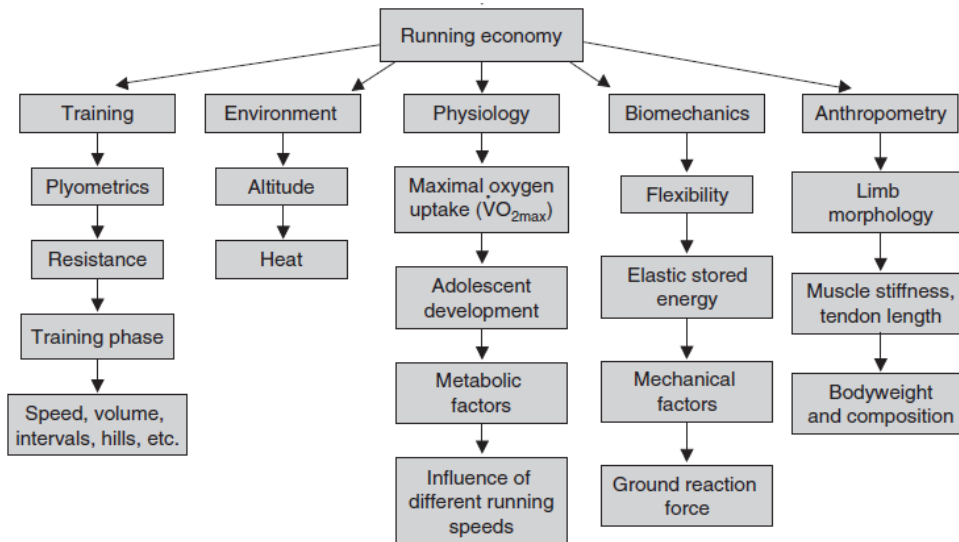 Running economy
Training
Environment
Physiology
Biomechanics
Anthropometry
Plyometrics
Altitude
Maximal oxygen
uptake (V̇O₂max)
Flexibility
Limb
morphology
Resistance
Heat
Adolescent
development
Elastic stored
energy
Muscle stiffness,
tendon length
Training phase
Metabolic
factors
Mechanical
factors
Bodyweight
and composition
Speed, volume,
intervals, hills, etc.
Influence of
different running
speeds
Ground reaction
force